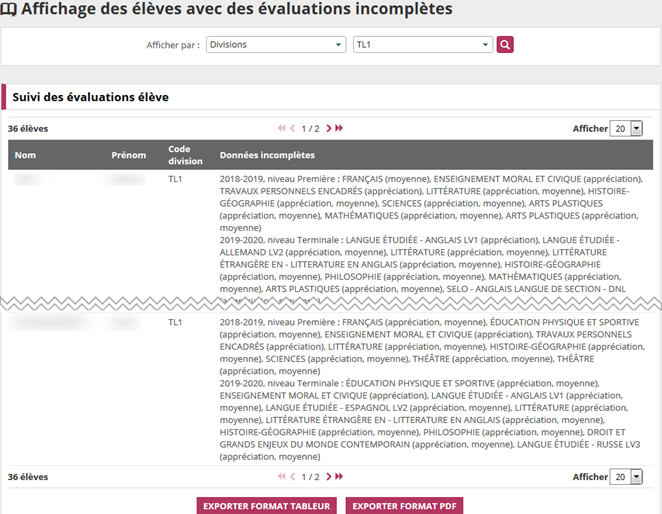 Affichage des élèves avec des évaluations incomplètes
Afficher par : Divisions TL1
Suivi des évaluations élève
36 élèves 1 / 2 Afficher 20
Nom Prénom Code division Données incomplètes
TL1 2018-2019, niveau Première : FRANÇAIS (moyenne), ENSEIGNEMENT MORAL ET CIVIQUE (appréciation),
TRAVAUX PERSONNELS ENCADRÉS (appréciation), LITTÉRATURE (appréciation, moyenne), HISTOIRE-
GÉOGRAPHIE (appréciation, moyenne), SCIENCES (appréciation, moyenne), ARTS PLASTIQUES
(appréciation, moyenne), MATHÉMATIQUES (appréciation, moyenne), ARTS PLASTIQUES (appréciation,
moyenne)
2019-2020, niveau Terminale : LANGUE ÉTUDIÉE - ANGLAIS LV1 (appréciation), LANGUE ÉTUDIÉE -
ALLEMAND LV2 (appréciation, moyenne), LITTÉRATURE (appréciation, moyenne), LITTÉRATURE
ÉTRANGÈRE EN - LITTERATURE EN ANGLAIS (appréciation, moyenne), HISTOIRE-GÉOGRAPHIE
(appréciation, moyenne), PHILOSOPHIE (appréciation, moyenne), MATHÉMATIQUES (appréciation,
moyenne), ARTS PLASTIQUES (appréciation, moyenne), SELO - ANGLAIS LANGUE DE SECTION - DNL
TL1 2018-2019, niveau Première : FRANÇAIS (appréciation, moyenne), ÉDUCATION PHYSIQUE ET SPORTIVE
(appréciation, moyenne), ENSEIGNEMENT MORAL ET CIVIQUE (appréciation), TRAVAUX PERSONNELS
ENCADRÉS (appréciation), LITTÉRATURE (appréciation, moyenne), HISTOIRE-GÉOGRAPHIE (appréciation, moyenne),
SCIENCES (appréciation, moyenne), THÉÂTRE (appréciation, moyenne), THÉÂTRE
(appréciation, moyenne)
2019-2020, niveau Terminale : ÉDUCATION PHYSIQUE ET SPORTIVE (appréciation, moyenne),
ENSEIGNEMENT MORAL ET CIVIQUE (appréciation), LANGUE ÉTUDIÉE - ANGLAIS LV1 (appréciation,
moyenne), LANGUE ÉTUDIÉE - ESPAGNOL LV2 (appréciation, moyenne), LITTÉRATURE (appréciation,
moyenne), LITTÉRATURE ÉTRANGÈRE EN - LITTERATURE EN ANGLAIS (appréciation, moyenne),
HISTOIRE-GÉOGRAPHIE (appréciation, moyenne), PHILOSOPHIE (appréciation, moyenne), DROIT ET
GRANDS ENJEUX DU MONDE CONTEMPORAIN (appréciation, moyenne), LANGUE ÉTUDIÉE - RUSSE LV3
(appréciation, moyenne)
36 élèves 1 / 2 Afficher 20
EXPORTER FORMAT TABLEUR EXPORTER FORMAT PDF